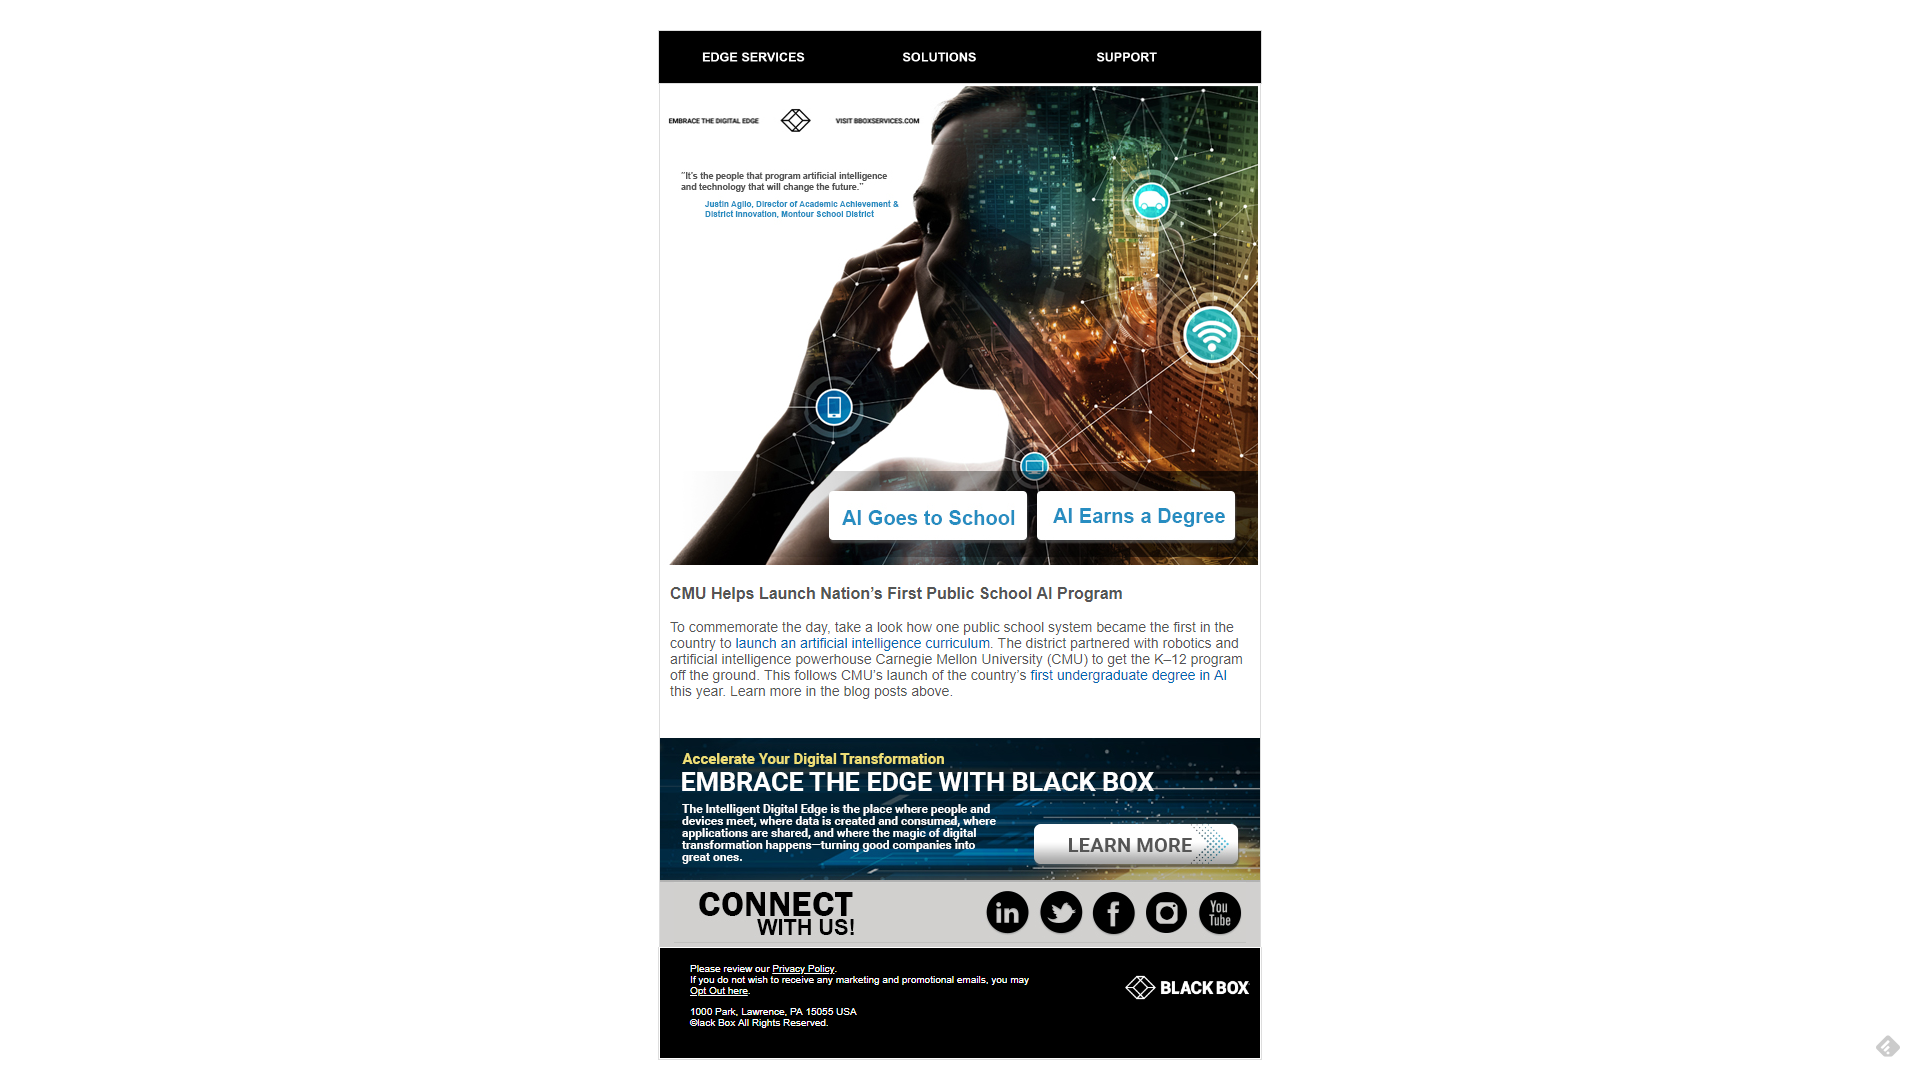 EDGE SERVICES SOLUTIONS SUPPORT
EMBRACE THE DIGITAL EDGE VISIT BBOXSERVICES.COM
"It's the people that program artificial intelligence
and technology that will change the future."
Justin Aglio, Director of Academic Achievement &
District Innovation, Montour School District
AI Goes to School AI Earns a Degree
CMU Helps Launch Nation's First Public School AI Program
To commemorate the day, take a look how one public school system became the first in the
country to launch an artificial intelligence curriculum. The district partnered with robotics and
artificial intelligence powerhouse Carnegie Mellon University (CMU) to get the K–12 program
off the ground. This follows CMU's launch of the country's first undergraduate degree in AI
this year. Learn more in the blog posts above.
Accelerate Your Digital Transformation
EMBRACE THE EDGE WITH BLACK BOX
The Intelligent Digital Edge is the place where people and
devices meet, where data is created and consumed, where
applications are shared, and where the magic of digital
transformation happens—turning good companies into
great ones.
LEARN MORE
CONNECT
WITH US!
in f You
Tube
Please review our Privacy Policy.
If you do not wish to receive any marketing and promotional emails, you may
Opt Out here.
BLACK BOX
1000 Park, Lawrence, PA 15055 USA
©lack Box All Rights Reserved.